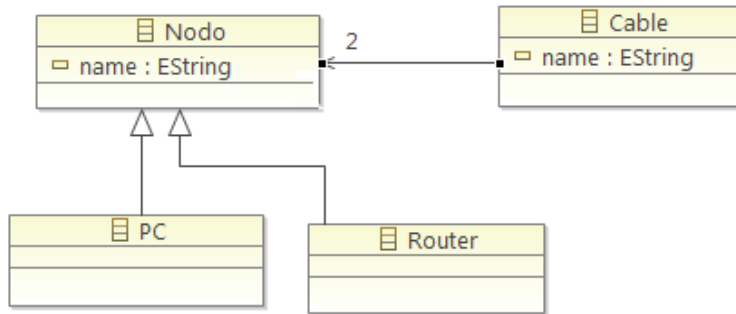 Nodo
name : EString
2
Cable
name : EString
PC
Router